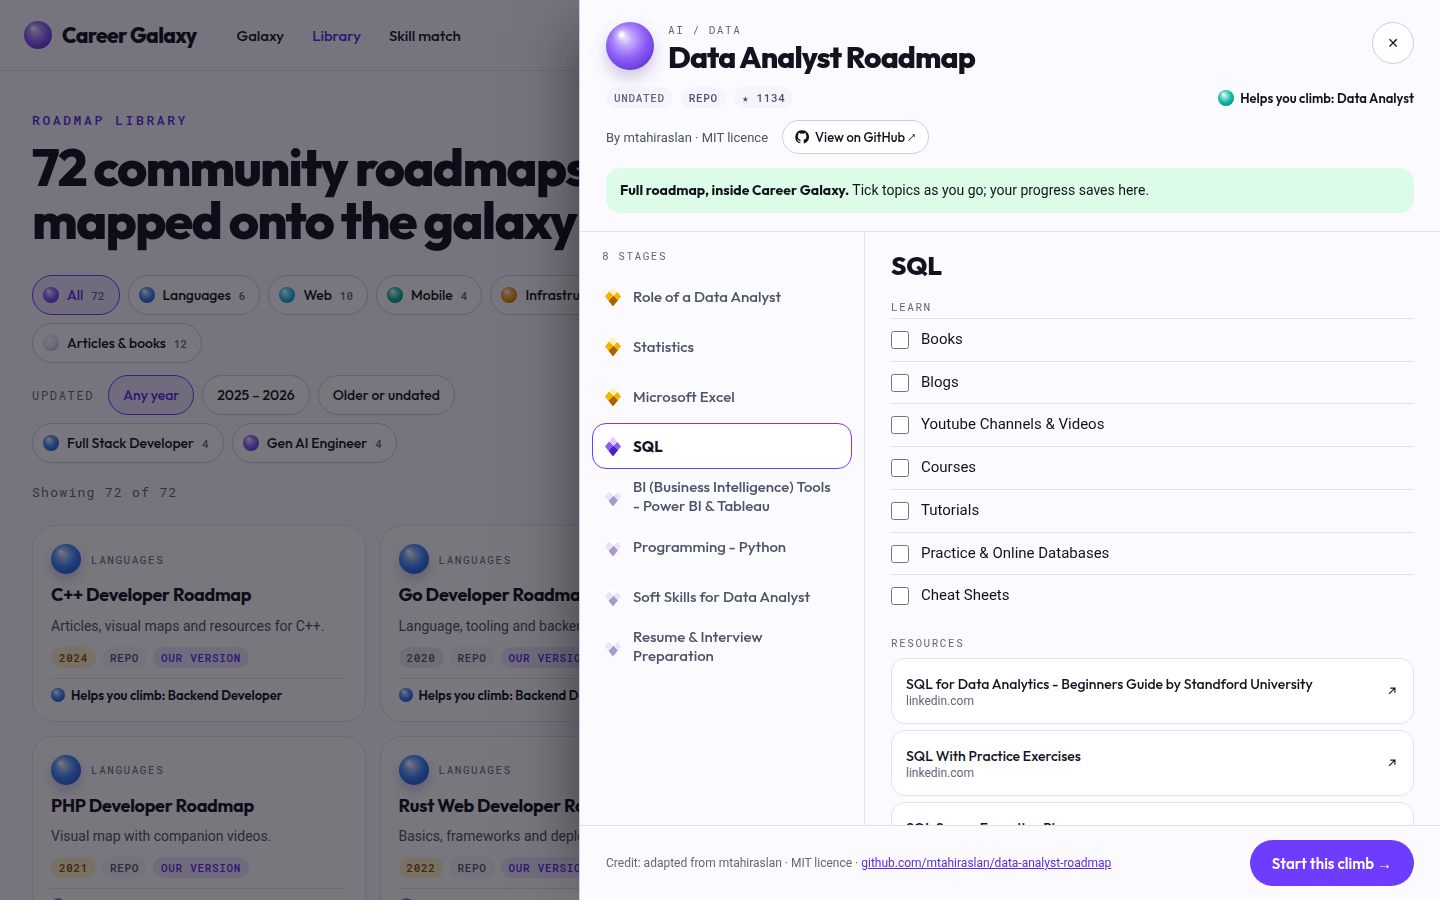 Career Galaxy
Galaxy
Library
Skill match
ROADMAP LIBRARY
72 community roadmaps
mapped onto the galaxy
All 72
Languages 6
Web 10
Mobile 4
Articles & books 12
UPDATED
Any year
2025 – 2026
Older or undated
Full Stack Developer 4
Gen AI Engineer 4
Showing 72 of 72
LANGUAGES
C++ Developer Roadmap
Articles, visual maps and resources for C++.
2024 REPO OUR VERSION
Helps you climb: Backend Developer
LANGUAGES
Go Developer
Language, tooling and
2020 REPO OUR
Helps you climb: Backend
LANGUAGES
PHP Developer Roadmap
Visual map with companion videos.
2021 REPO OUR VERSION
LANGUAGES
Rust Web Developer
Basics, frameworks and
2022 REPO OUR
AI / DATA
Data Analyst Roadmap
×
UNDATED REPO ★ 1134
Helps you climb: Data Analyst
By mtahiraslan · MIT licence
View on GitHub ↗
Full roadmap, inside Career Galaxy. Tick topics as you go; your progress saves here.
8 STAGES
Role of a Data Analyst
Statistics
Microsoft Excel
SQL
BI (Business Intelligence) Tools
- Power BI & Tableau
Programming - Python
Soft Skills for Data Analyst
Resume & Interview
Preparation
SQL
LEARN
Books
Blogs
Youtube Channels & Videos
Courses
Tutorials
Practice & Online Databases
Cheat Sheets
RESOURCES
SQL for Data Analytics - Beginners Guide by Standford University ↗
linkedin.com
SQL With Practice Exercises ↗
linkedin.com
Credit: adapted from mtahiraslan · MIT licence · github.com/mtahiraslan/data-analyst-roadmap
Start this climb →